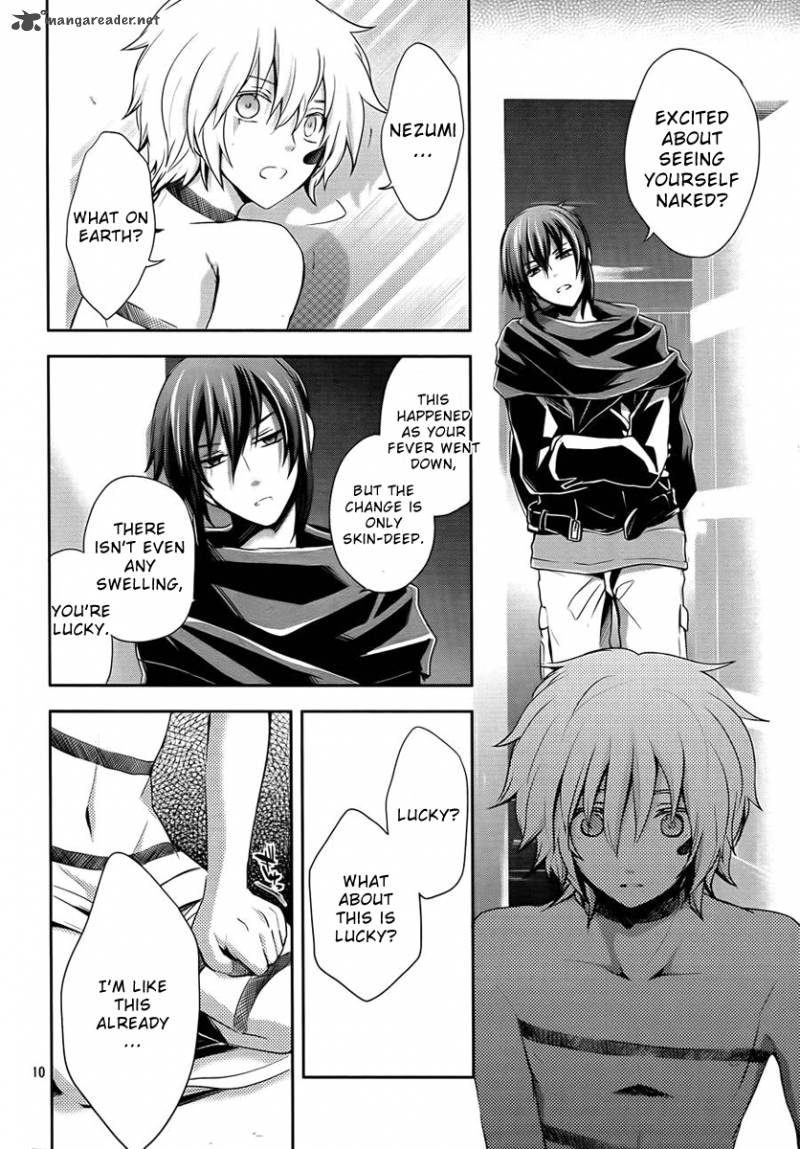 mangareader.net
EXCITED
ABOUT
SEEING
YOURSELF
NAKED?
NEZUMI
...
WHAT ON
EARTH?
THIS
HAPPENED
AS YOUR
FEVER WENT
DOWN,
BUT THE
CHANGE IS
ONLY
SKIN-DEEP.
THERE
ISN'T EVEN
ANY
SWELLING,
YOU'RE
LUCKY.
LUCKY?
WHAT
ABOUT
THIS IS
LUCKY?
I'M LIKE
THIS
ALREADY
...
10